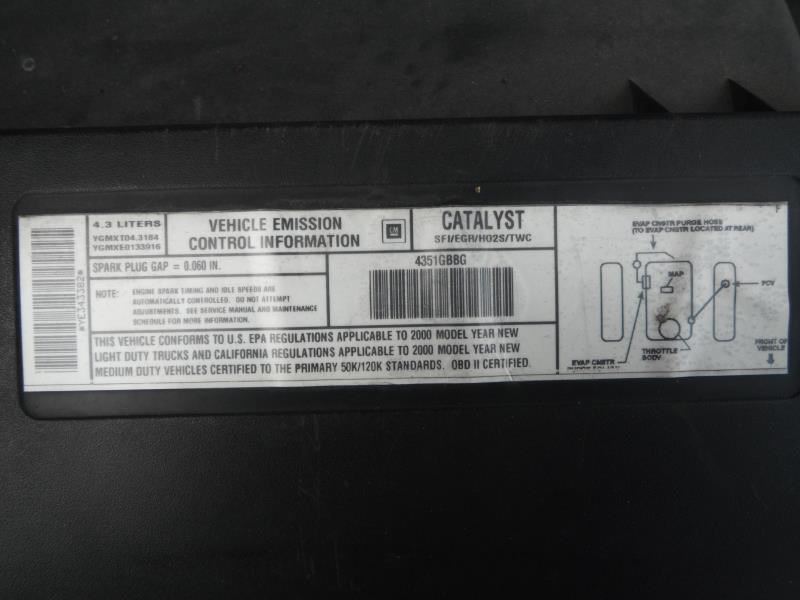 *YE343382*
4.3 LITERS
YGMXT04.3184
YGMXE0133916
VEHICLE EMISSION
CONTROL INFORMATION
GM
CATALYST
SFI/EGR/HO2S/TWC
SPARK PLUG GAP = 0.060 IN.
NOTE: ENGINE SPARK TIMING AND IDLE SPEEDS ARE
AUTOMATICALLY CONTROLLED. DO NOT ATTEMPT
ADJUSTMENTS. SEE SERVICE MANUAL AND MAINTENANCE
SCHEDULE FOR MORE INFORMATION.
4351GBBG
THIS VEHICLE CONFORMS TO U.S. EPA REGULATIONS APPLICABLE TO 2000 MODEL YEAR NEW
LIGHT DUTY TRUCKS AND CALIFORNIA REGULATIONS APPLICABLE TO 2000 MODEL YEAR NEW
MEDIUM DUTY VEHICLES CERTIFIED TO THE PRIMARY 50K/120K STANDARDS. OBD II CERTIFIED.
F
EVAP CNSTR PURGE HOSE
(TO EVAP CNSTR LOCATED AT REAR)
MAP
PCV
THROTTLE
BODY
EVAP CNSTR
FRONT OF
VEHICLE